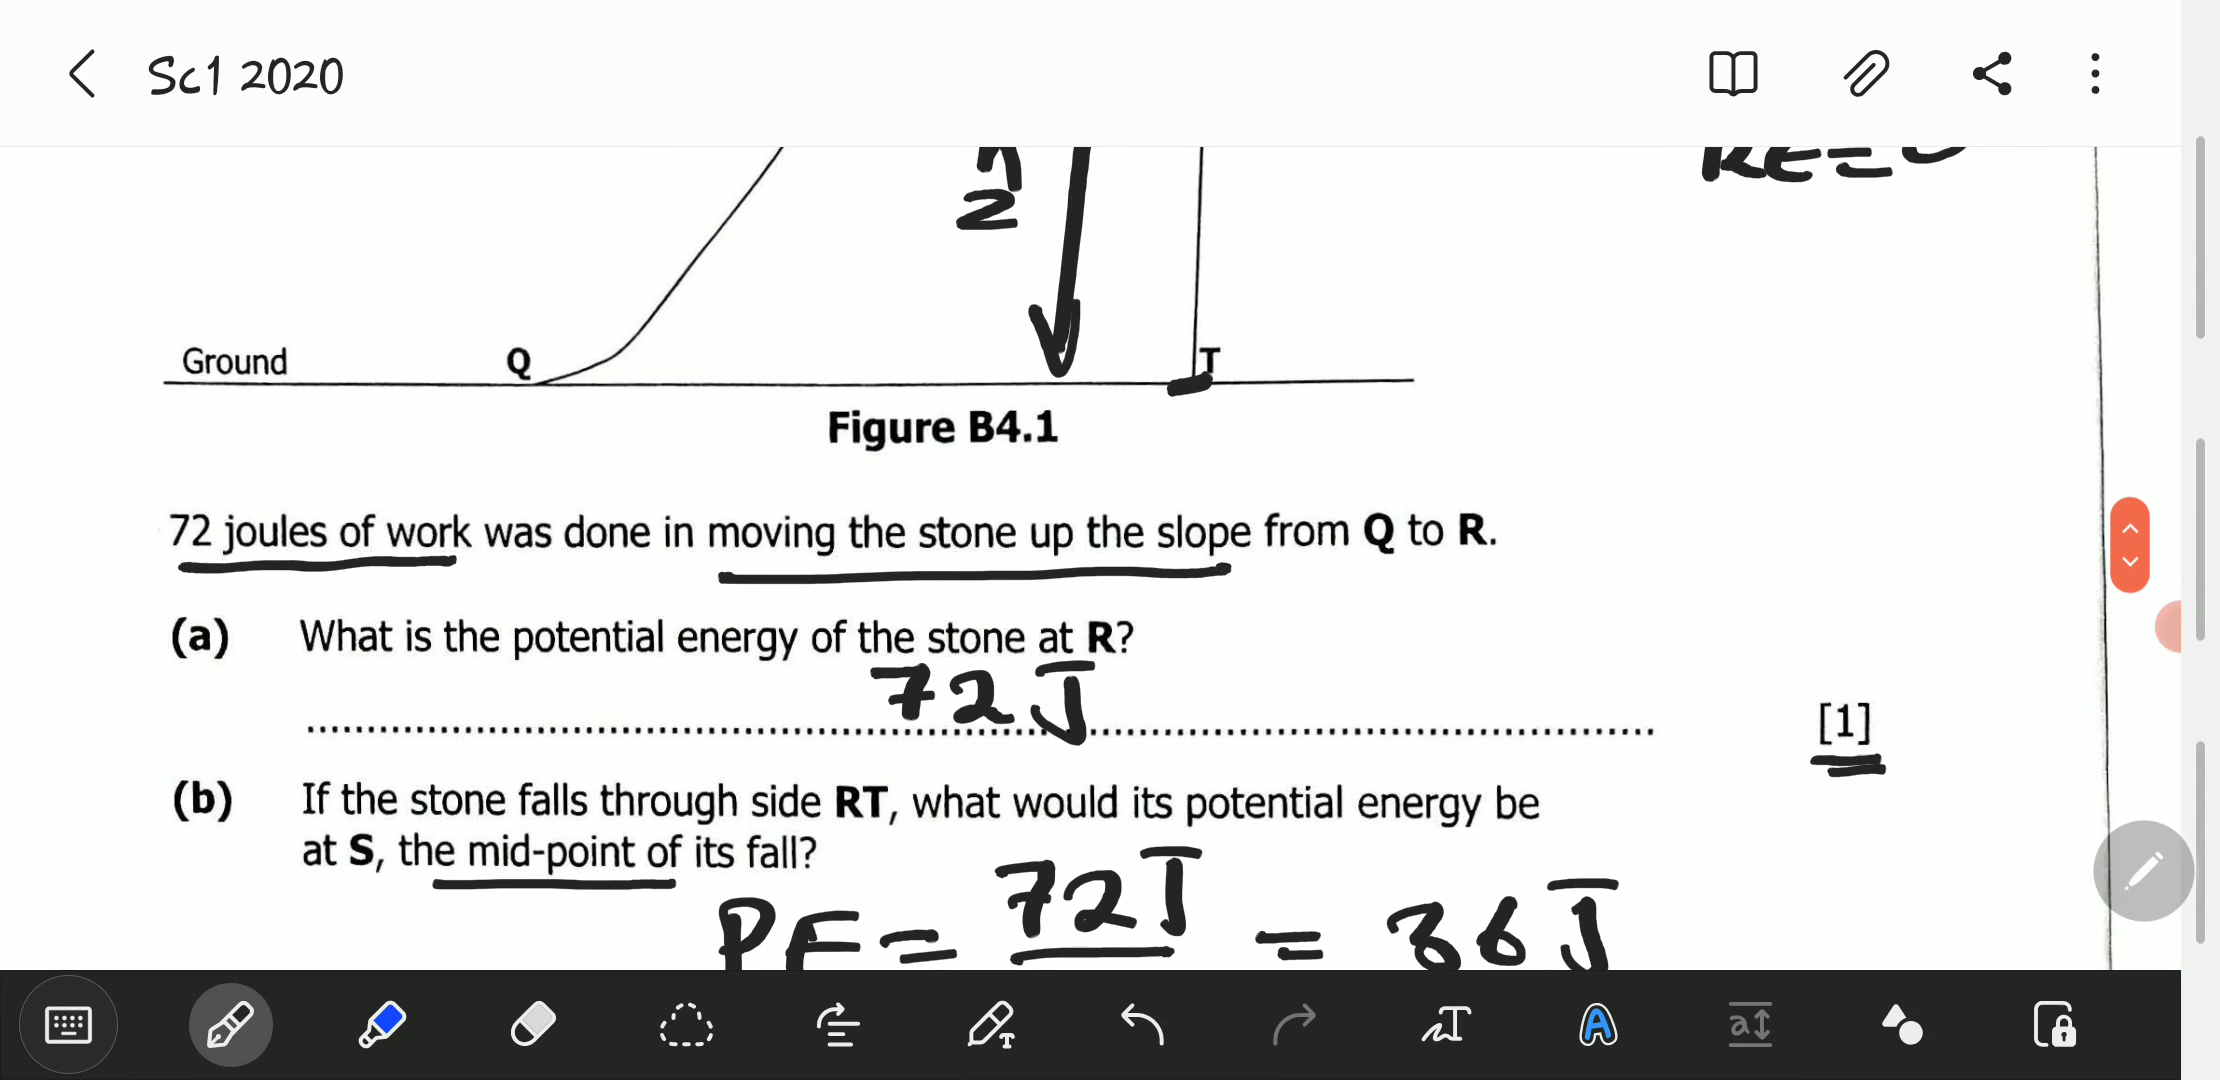 Sc1 2020
KE=0
h
2
Ground Q T
Figure B4.1
72 joules of work was done in moving the stone up the slope from Q to R.
(a) What is the potential energy of the stone at R?
72J
[1]
(b) If the stone falls through side RT, what would its potential energy be
at S, the mid-point of its fall?
PE = 72J = 36J